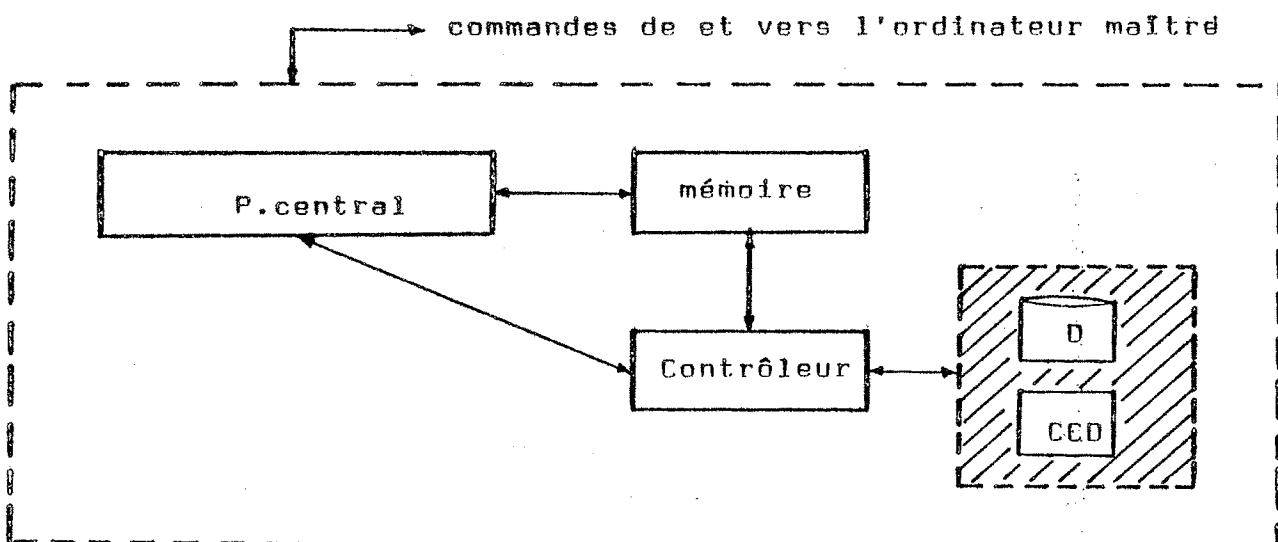 commandes de et vers l'ordinateur maître
P.central
mémoire
Contrôleur
D
CCD